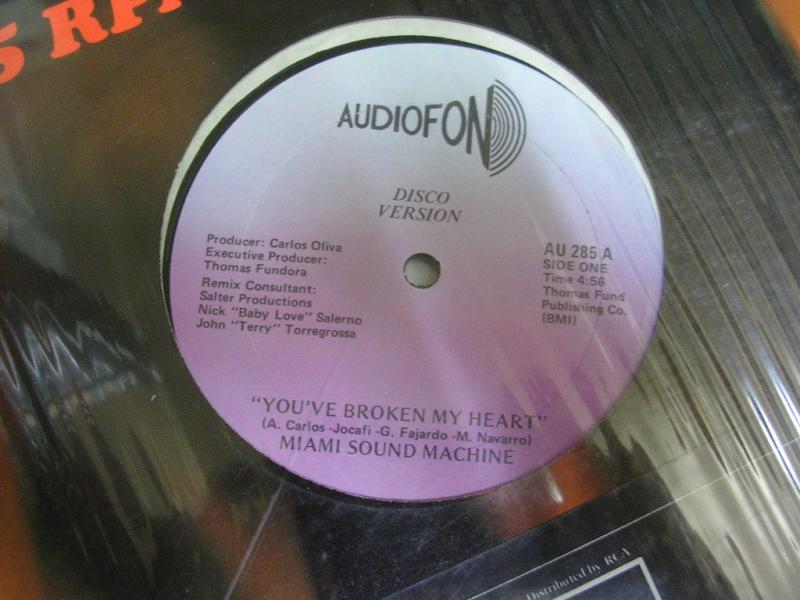 5 RP
AUDIOFON
DISCO
VERSION
Producer: Carlos Oliva
Executive Producer:
Thomas Fundora
Remix Consultant:
Salter Productions
Nick "Baby Love" Salerno
John "Terry" Torregrossa
AU 285 A
SIDE ONE
Time 4:56
Thomas Fund
Publishing Co.
(BMI)
"YOU'VE BROKEN MY HEART"
(A. Carlos -Jocafi -G. Fajardo -M. Navarro)
MIAMI SOUND MACHINE
Distributed by RCA